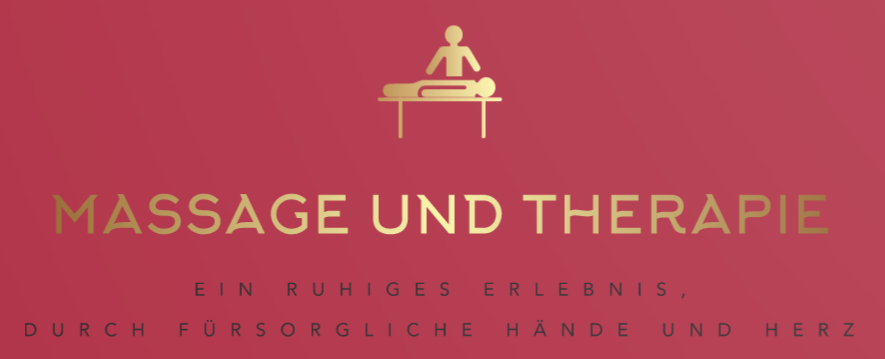 MASSAGE UND THERAPIE
EIN RUHIGES ERLEBNIS,
DURCH FÜRSORGLICHE HÄNDE UND HERZ